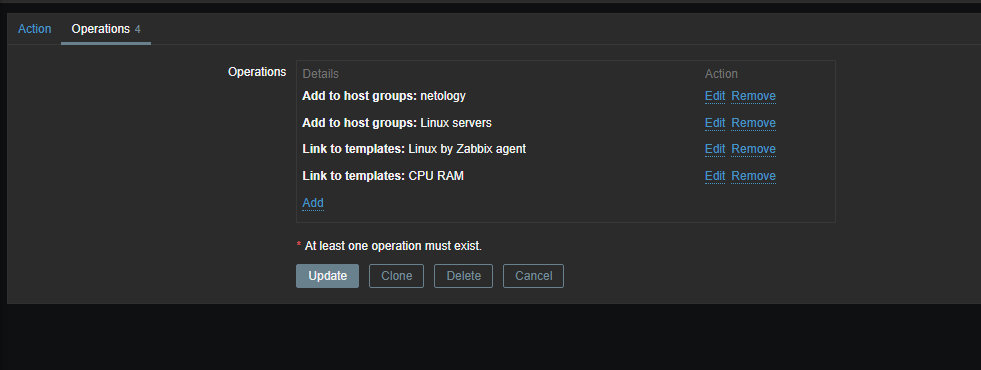 Action Operations 4
Operations Details Action
Add to host groups: netology Edit Remove
Add to host groups: Linux servers Edit Remove
Link to templates: Linux by Zabbix agent Edit Remove
Link to templates: CPU RAM Edit Remove
Add
* At least one operation must exist.
Update Clone Delete Cancel